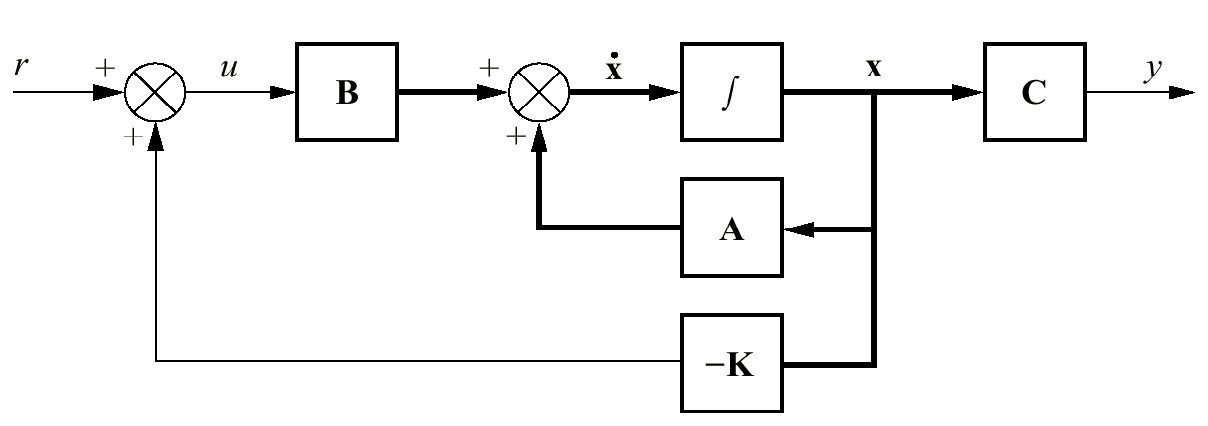 r + u B + ẋ ∫ x C y
+ +
A
−K